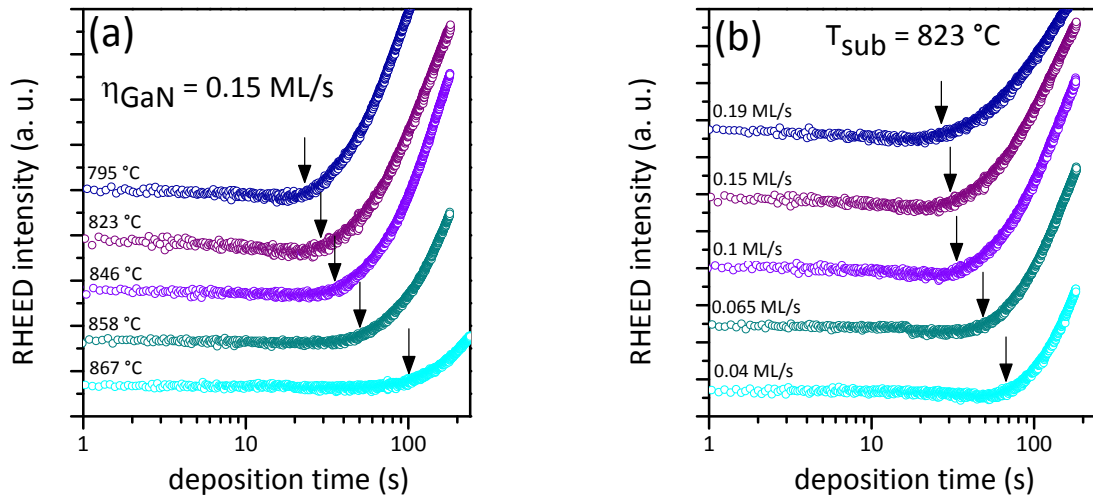 (a)
η_GaN = 0.15 ML/s
795 °C
823 °C
846 °C
858 °C
867 °C
RHEED intensity (a. u.)
1
10
100
deposition time (s)
(b)
T_sub = 823 °C
0.19 ML/s
0.15 ML/s
0.1 ML/s
0.065 ML/s
0.04 ML/s
RHEED intensity (a. u.)
1
10
100
deposition time (s)